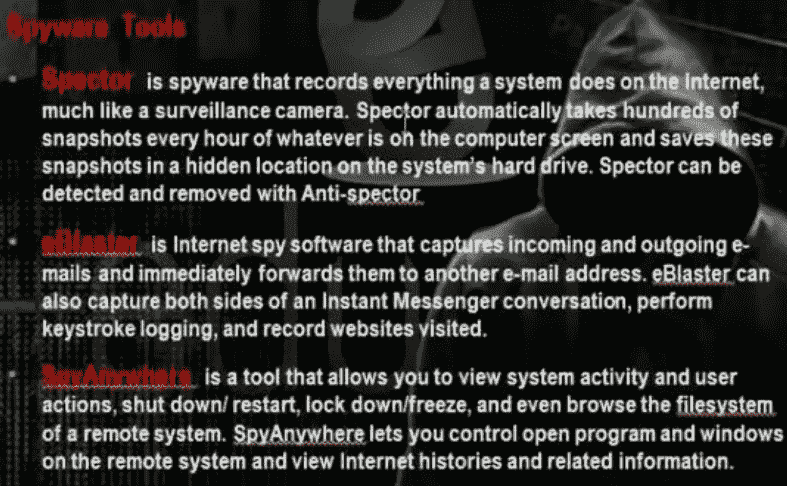 Spyware Tools
Spector is spyware that records everything a system does on the Internet,
much like a surveillance camera. Spector automatically takes hundreds of
snapshots every hour of whatever is on the computer screen and saves these
snapshots in a hidden location on the system's hard drive. Spector can be
detected and removed with Anti-spector
eBlaster is Internet spy software that captures incoming and outgoing e-
mails and immediately forwards them to another e-mail address. eBlaster can
also capture both sides of an Instant Messenger conversation, perform
keystroke logging, and record websites visited.
SpyAnywhere is a tool that allows you to view system activity and user
actions, shut down/ restart, lock down/freeze, and even browse the filesystem
of a remote system. SpyAnywhere lets you control open program and windows
on the remote system and view Internet histories and related information.